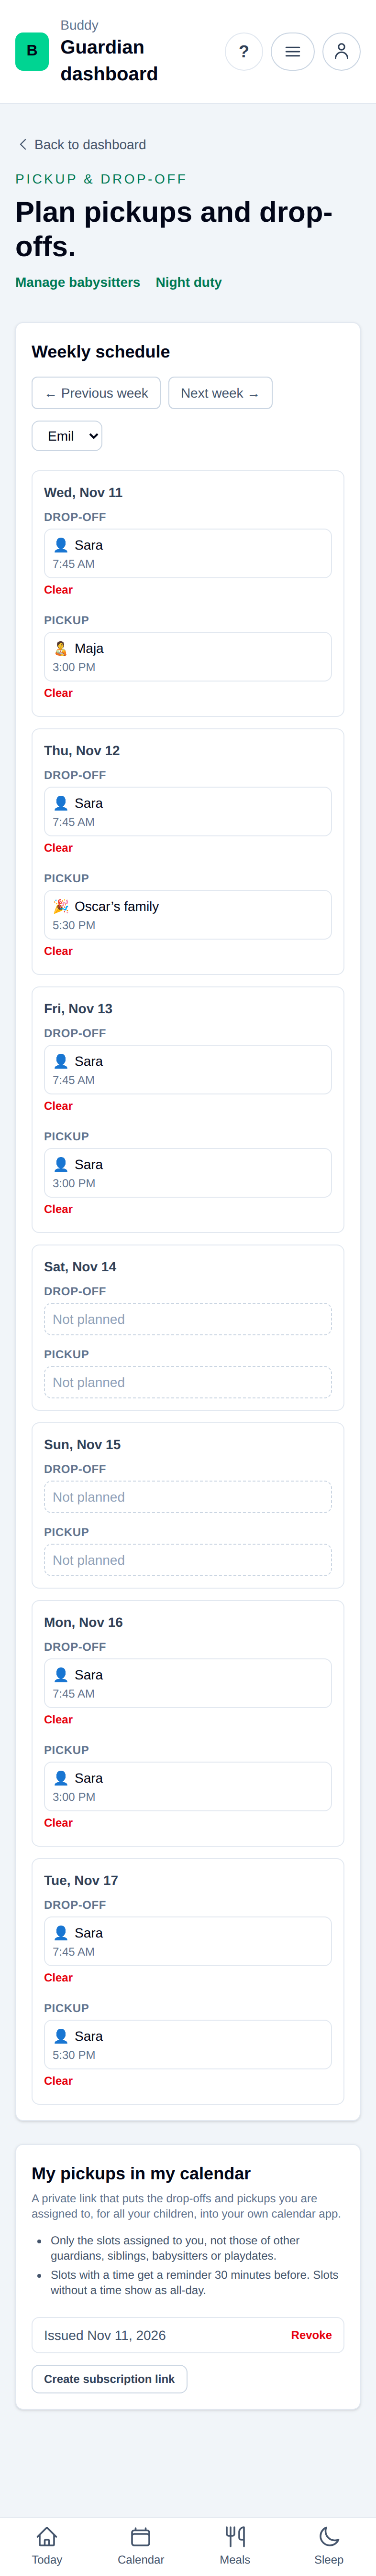 Buddy
B
Guardian
dashboard
?
Back to dashboard
PICKUP & DROP-OFF
Plan pickups and drop-
offs.
Manage babysitters Night duty
Weekly schedule
← Previous week Next week →
Emil
Wed, Nov 11
DROP-OFF
Sara
7:45 AM
Clear
PICKUP
Maja
3:00 PM
Clear
Thu, Nov 12
DROP-OFF
Sara
7:45 AM
Clear
PICKUP
Oscar’s family
5:30 PM
Clear
Fri, Nov 13
DROP-OFF
Sara
7:45 AM
Clear
PICKUP
Sara
3:00 PM
Clear
Sat, Nov 14
DROP-OFF
Not planned
PICKUP
Not planned
Sun, Nov 15
DROP-OFF
Not planned
PICKUP
Not planned
Mon, Nov 16
DROP-OFF
Sara
7:45 AM
Clear
PICKUP
Sara
3:00 PM
Clear
Tue, Nov 17
DROP-OFF
Sara
7:45 AM
Clear
PICKUP
Sara
5:30 PM
Clear
My pickups in my calendar
A private link that puts the drop-offs and pickups you are
assigned to, for all your children, into your own calendar app.
• Only the slots assigned to you, not those of other
guardians, siblings, babysitters or playdates.
• Slots with a time get a reminder 30 minutes before. Slots
without a time show as all-day.
Issued Nov 11, 2026 Revoke
Create subscription link
Today Calendar Meals Sleep